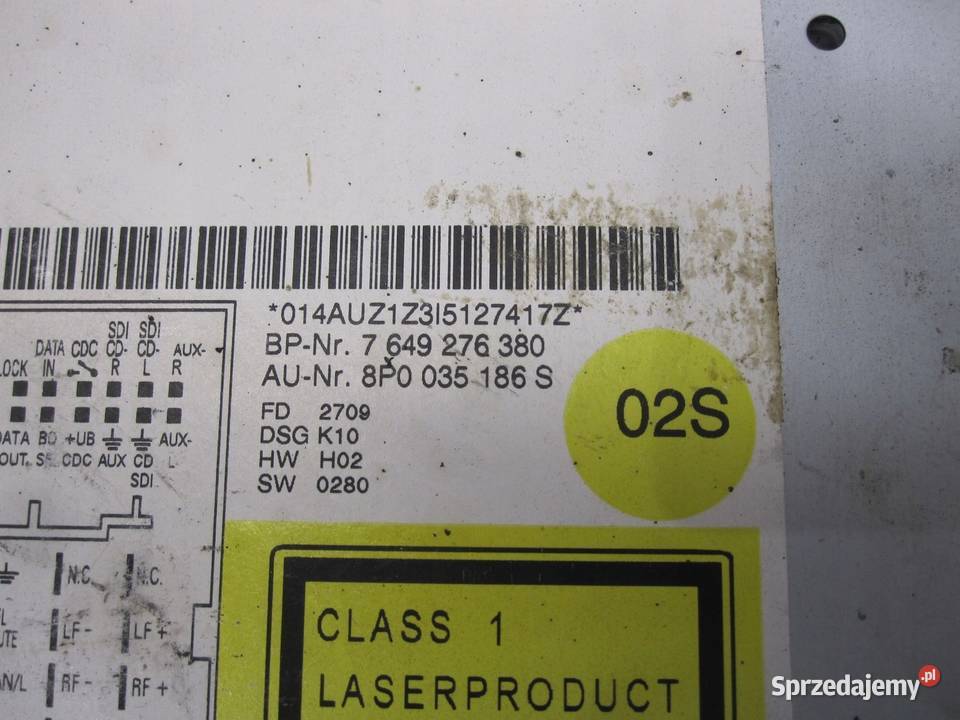 *014AUZ1Z3I5127417Z*
BP-Nr. 7 649 276 380
AU-Nr. 8P0 035 186 S
FD 2709
DSG K10
HW H02
SW 0280
02S
SDI SDI
DATA CDC CD- CD- AUX-
LOCK IN R L R
DATA +UB AUX-
OUT CDC AUX CD L
SDI
N.C. N.C.
LF - LF +
RF - RF +
CLASS 1
LASERPRODUCT
Sprzedajemy.pl